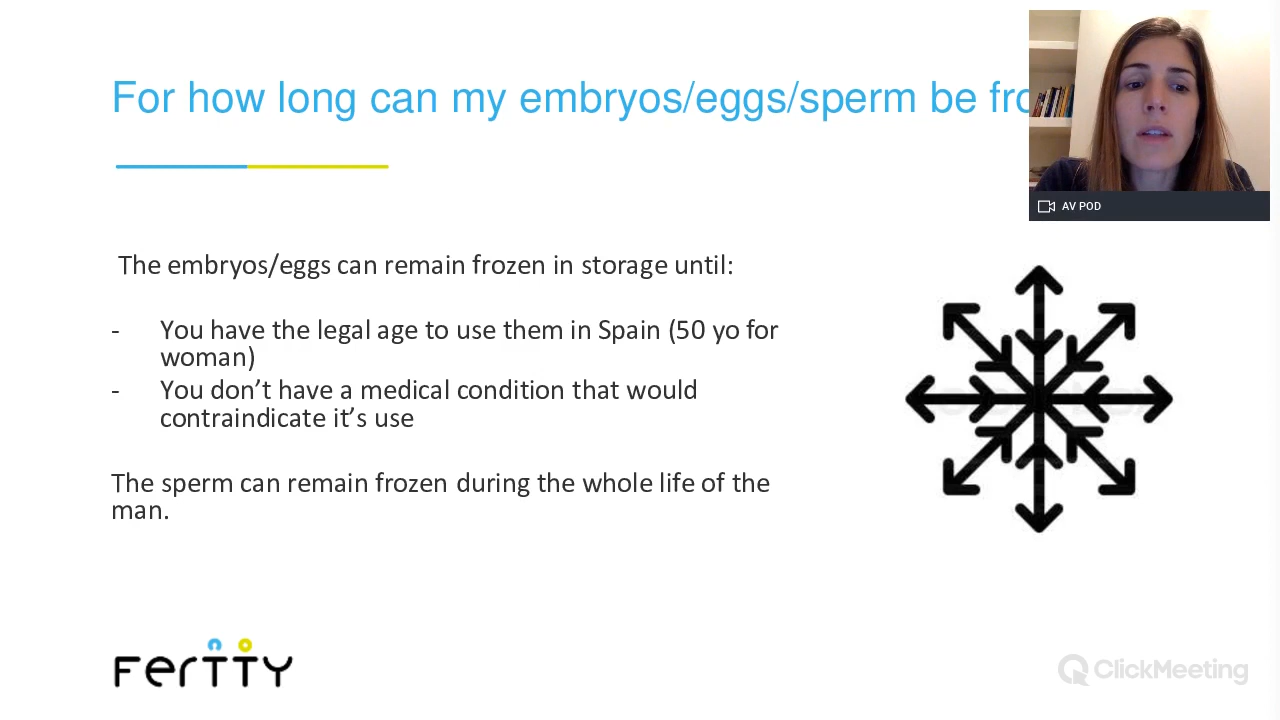 For how long can my embryos/eggs/sperm be fro
AV POD
The embryos/eggs can remain frozen in storage until:
- You have the legal age to use them in Spain (50 yo for
woman)
- You don’t have a medical condition that would
contraindicate it’s use
The sperm can remain frozen during the whole life of the
man.
Fertty
ClickMeeting